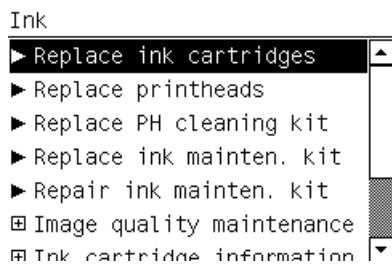 Ink
Replace ink cartridges
Replace printheads
Replace PH cleaning kit
Replace ink mainten. kit
Repair ink mainten. kit
Image quality maintenance
Ink cartridge information